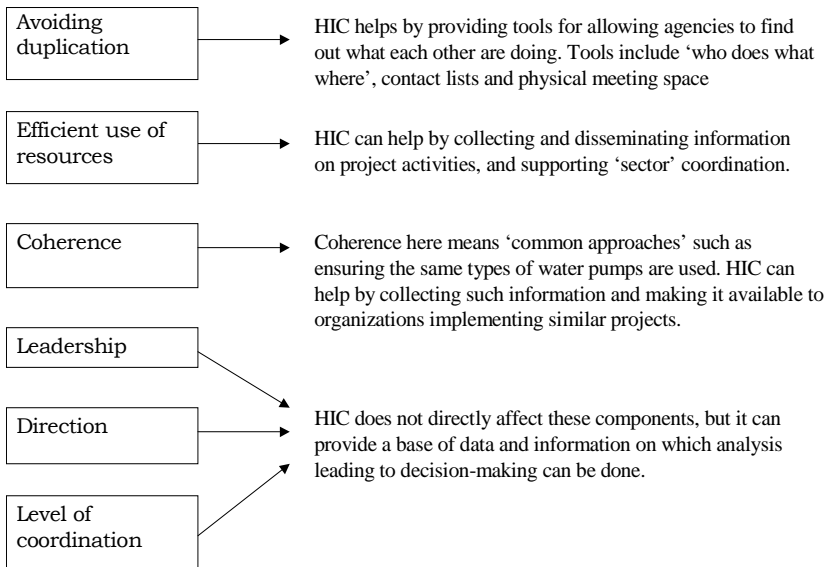 Avoiding
duplication
HIC helps by providing tools for allowing agencies to find
out what each other are doing. Tools include ‘who does what
where’, contact lists and physical meeting space
Efficient use of
resources
HIC can help by collecting and disseminating information
on project activities, and supporting ‘sector’ coordination.
Coherence
Coherence here means ‘common approaches’ such as
ensuring the same types of water pumps are used. HIC can
help by collecting such information and making it available to
organizations implementing similar projects.
Leadership
Direction
Level of
coordination
HIC does not directly affect these components, but it can
provide a base of data and information on which analysis
leading to decision-making can be done.